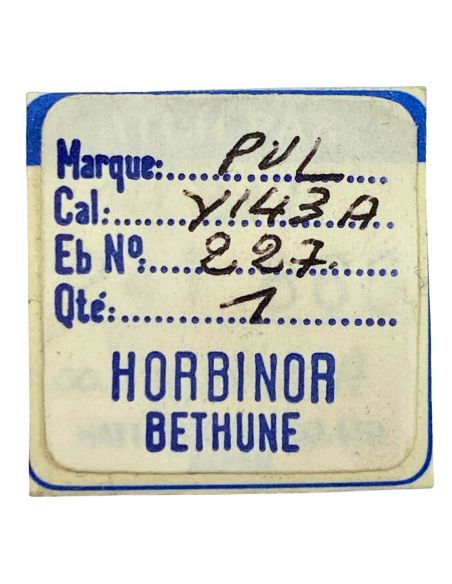 Marque: PUL
Cal: Y143A
Eb Nº 227.
Qté: 1
HORBINOR
BETHUNE